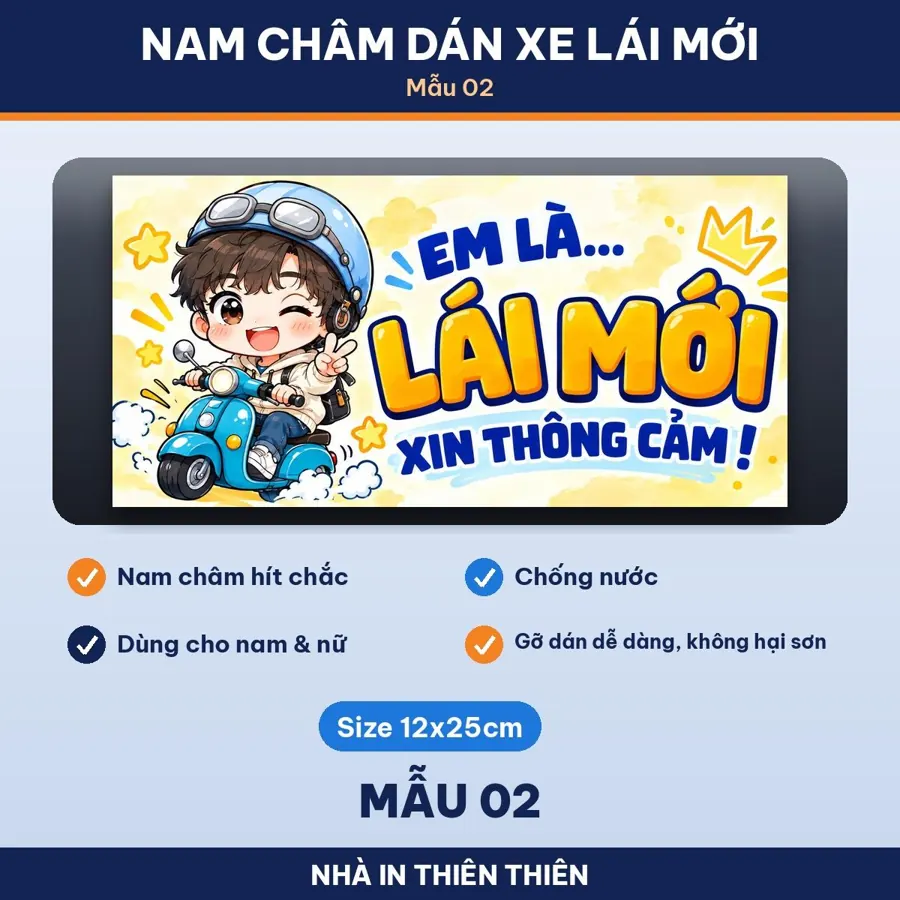 NAM CHÂM DÁN XE LÁI MỚI
Mẫu 02
EM LÀ...
LÁI MỚI
XIN THÔNG CẢM !
Nam châm hít chắc
Chống nước
Dùng cho nam & nữ
Gỡ dán dễ dàng, không hại sơn
Size 12x25cm
MẪU 02
NHÀ IN THIÊN THIÊN